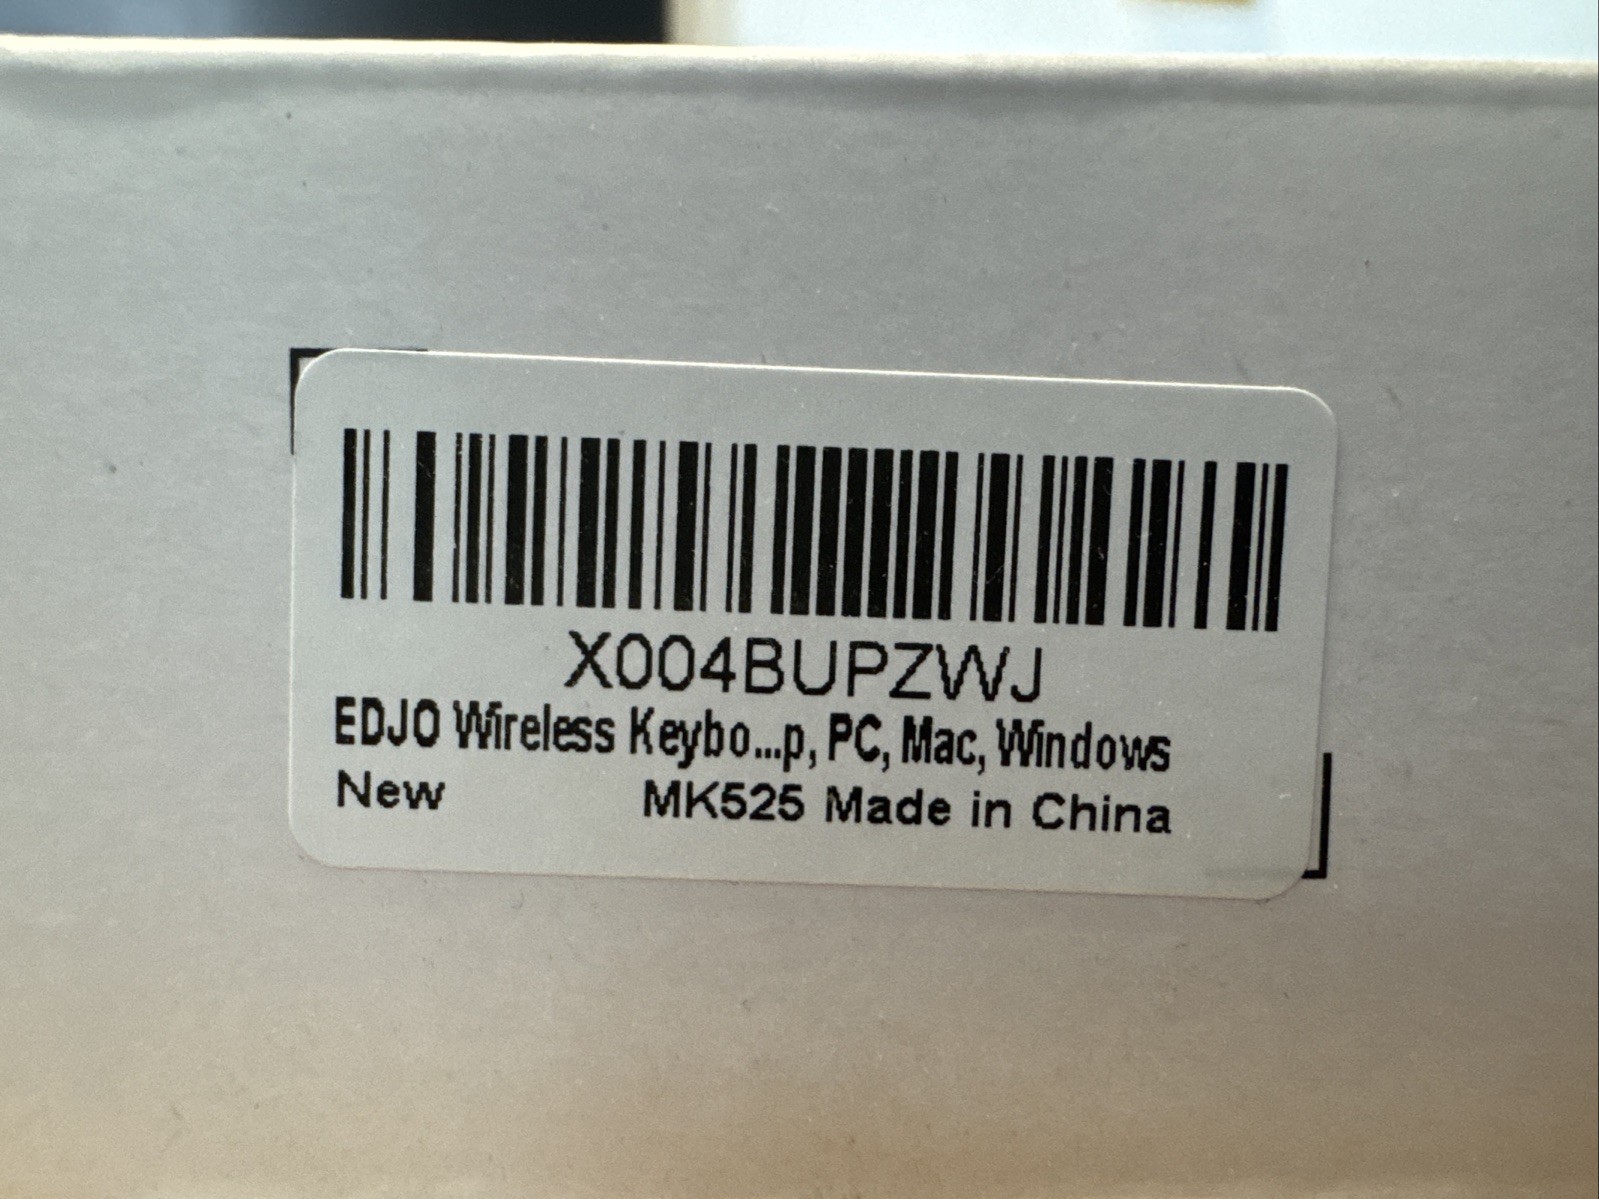 X004BUPZWJ
EDJO Wireless Keybo...p, PC, Mac, Windows
New MK525 Made in China